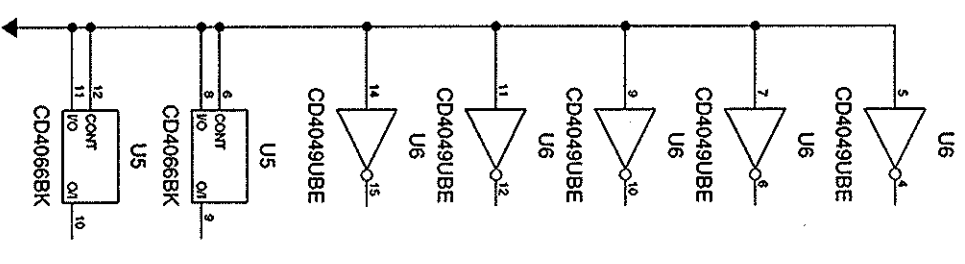 U6
5 4
CD4049UBE
U6
7 6
CD4049UBE
U6
9 10
CD4049UBE
U6
11 12
CD4049UBE
U6
14 15
CD4049UBE
U5
6 CONT
8 I/O O/I 9
CD4066BK
U5
12 CONT
11 I/O O/I 10
CD4066BK